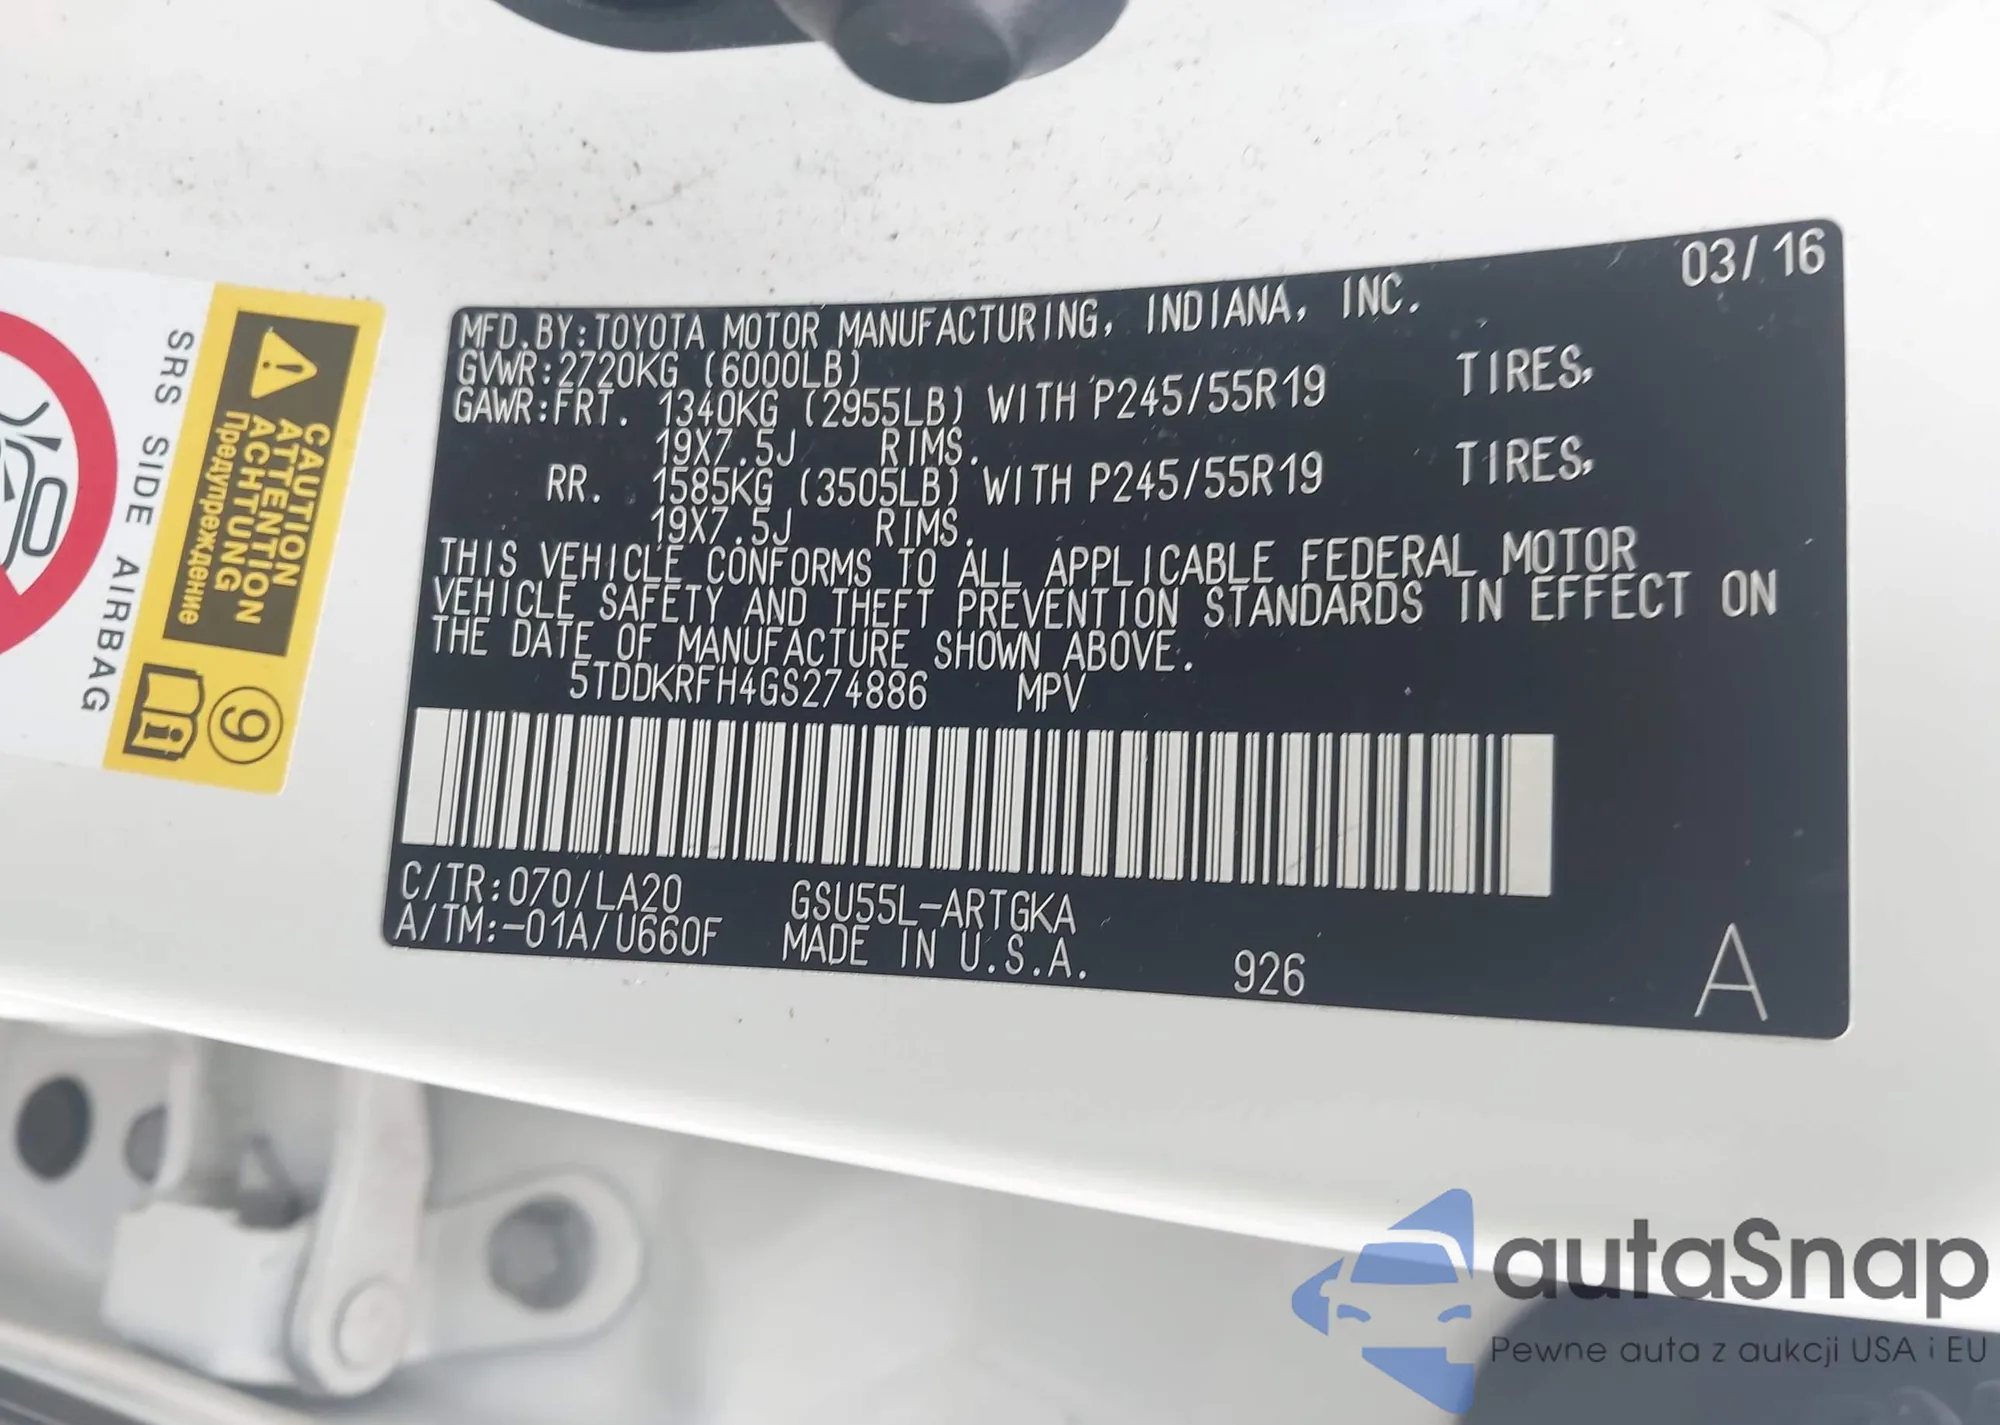 03/16
MFD.BY:TOYOTA MOTOR MANUFACTURING, INDIANA, INC.
GVWR:2720KG (6000LB)
GAWR:FRT. 1340KG (2955LB) WITH P245/55R19 TIRES,
19X7.5J RIMS.
RR. 1585KG (3505LB) WITH P245/55R19 TIRES,
19X7.5J RIMS.
THIS VEHICLE CONFORMS TO ALL APPLICABLE FEDERAL MOTOR
VEHICLE SAFETY AND THEFT PREVENTION STANDARDS IN EFFECT ON
THE DATE OF MANUFACTURE SHOWN ABOVE.
5TDDKRFH4GS274886 MPV
C/TR:070/LA20 GSU55L-ARTGKA
A/TM:-01A/U660F MADE IN U.S.A. 926 A
CAUTION
ATTENTION
ACHTUNG
Предупреждение
9
SRS SIDE AIRBAG
autoSnap
Pewne auta z aukcji USA i EU